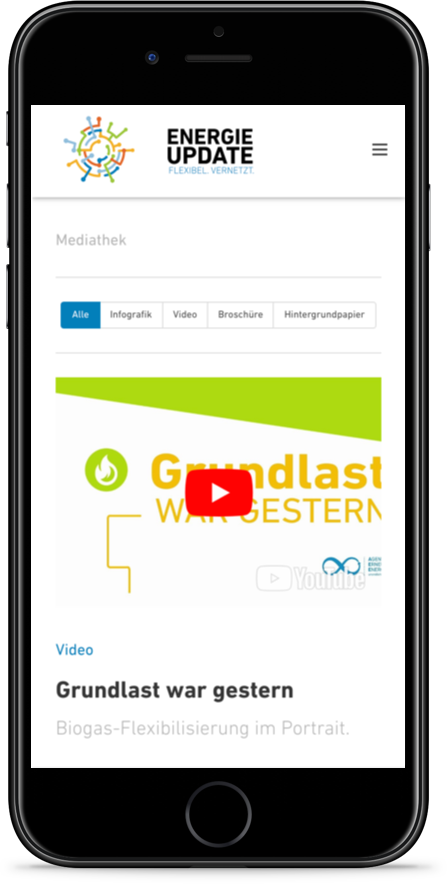 ENERGIE
UPDATE
FLEXIBEL. VERNETZT.
Mediathek
Alle Infografik Video Broschüre Hintergrundpapier
Grundlast
WAR GESTERN
YouTube
Video
Grundlast war gestern
Biogas-Flexibilisierung im Portrait.